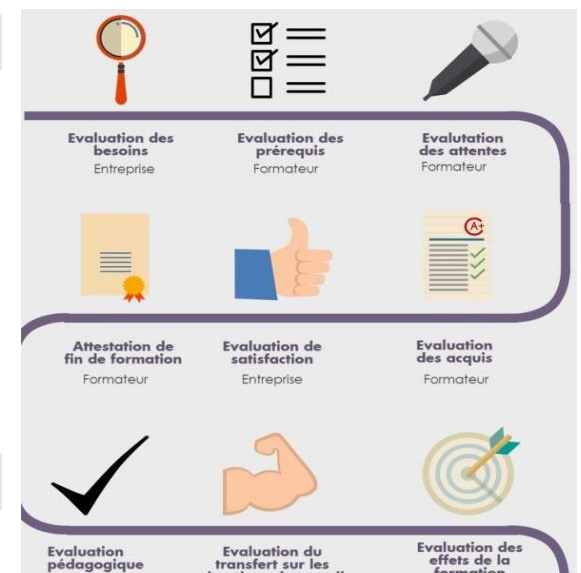 Evaluation des
besoins
Entreprise
Evaluation des
prérequis
Formateur
Evalutation
des attentes
Formateur
A+
Attestation de
fin de formation
Formateur
Evaluation de
satisfaction
Entreprise
Evaluation
des acquis
Formateur
Evaluation
pédagogique
Evaluation du
transfert sur les
Evaluation des
effets de la
formation